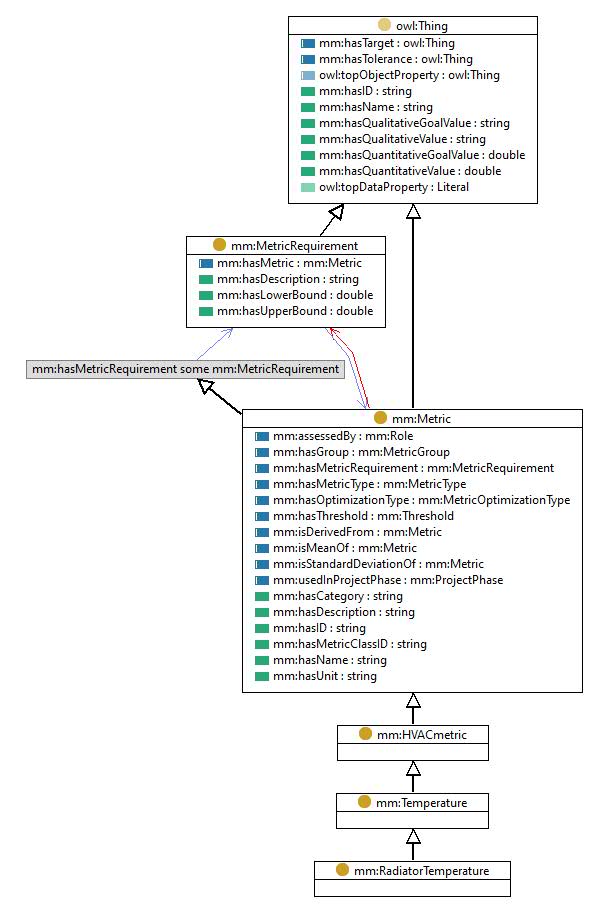 owl:Thing
mm:hasTarget : owl:Thing
mm:hasTolerance : owl:Thing
owl:topObjectProperty : owl:Thing
mm:hasID : string
mm:hasName : string
mm:hasQualitativeGoalValue : string
mm:hasQualitativeValue : string
mm:hasQuantitativeGoalValue : double
mm:hasQuantitativeValue : double
owl:topDataProperty : Literal
mm:MetricRequirement
mm:hasMetric : mm:Metric
mm:hasDescription : string
mm:hasLowerBound : double
mm:hasUpperBound : double
mm:hasMetricRequirement some mm:MetricRequirement
mm:Metric
mm:assessedBy : mm:Role
mm:hasGroup : mm:MetricGroup
mm:hasMetricRequirement : mm:MetricRequirement
mm:hasMetricType : mm:MetricType
mm:hasOptimizationType : mm:MetricOptimizationType
mm:hasThreshold : mm:Threshold
mm:isDerivedFrom : mm:Metric
mm:isMeanOf : mm:Metric
mm:isStandardDeviationOf : mm:Metric
mm:usedInProjectPhase : mm:ProjectPhase
mm:hasCategory : string
mm:hasDescription : string
mm:hasID : string
mm:hasMetricClassID : string
mm:hasName : string
mm:hasUnit : string
mm:HVACmetric
mm:Temperature
mm:RadiatorTemperature